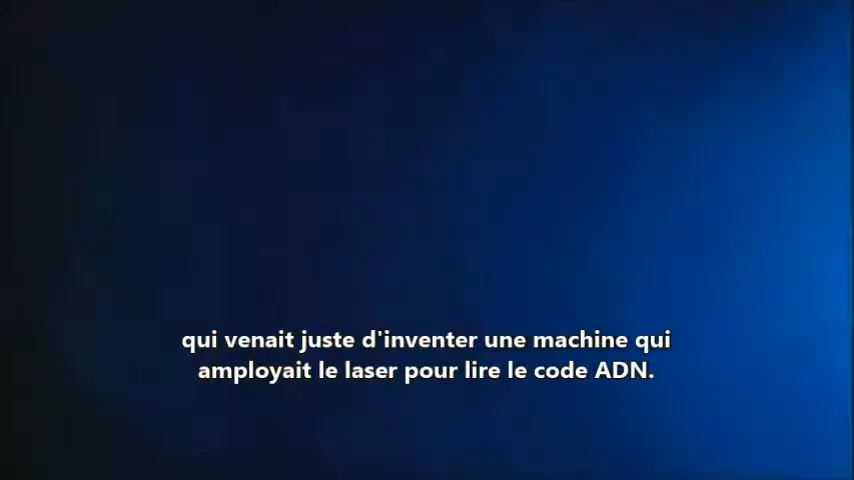 qui venait juste d'inventer une machine qui
amployait le laser pour lire le code ADN.